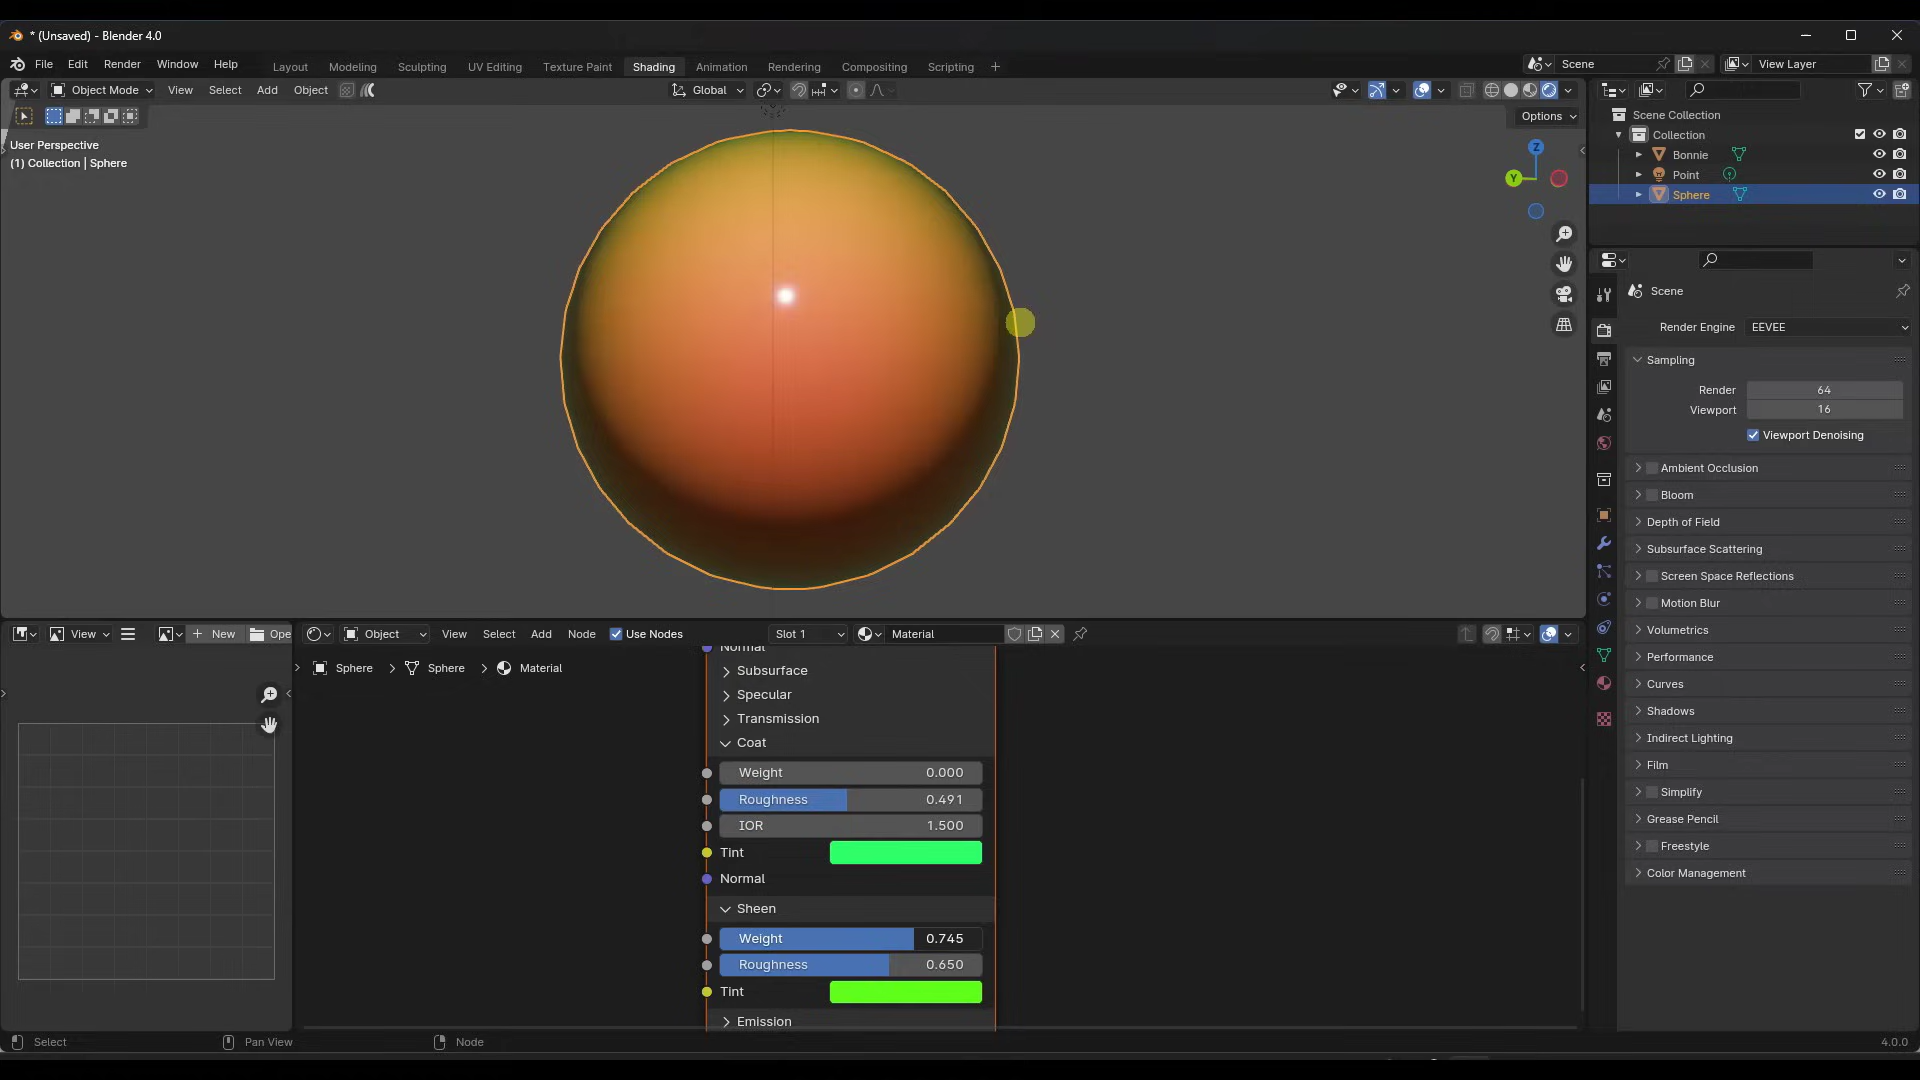 * (Unsaved) - Blender 4.0
File Edit Render Window Help
Layout Modeling Sculpting UV Editing Texture Paint Shading Animation Rendering Compositing Scripting +
Scene
View Layer
Object Mode View Select Add Object
Global
Options
User Perspective
(1) Collection | Sphere
Z
Y
Scene Collection
Collection
Bonnie
Point
Sphere
Scene
Render Engine EEVEE
Sampling
Render 64
Viewport 16
Viewport Denoising
Ambient Occlusion
Bloom
Depth of Field
Subsurface Scattering
Screen Space Reflections
Motion Blur
Volumetrics
Performance
Curves
Shadows
Indirect Lighting
Film
Simplify
Grease Pencil
Freestyle
Color Management
View
New
Ope
Object View Select Add Node Use Nodes Slot 1 Material
Sphere > Sphere > Material
Normal
Subsurface
Specular
Transmission
Coat
Weight 0.000
Roughness 0.491
IOR 1.500
Tint
Normal
Sheen
Weight 0.745
Roughness 0.650
Tint
Emission
Select Pan View Node
4.0.0